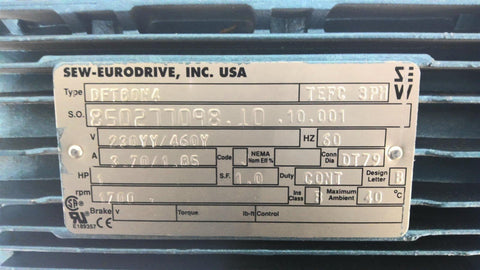 SEW-EURODRIVE, INC. USA
Type DFT80N4 TEFC 3PH
S.O. 850277098.10 .10.001
V 230YY/460Y HZ 60
A 3.70/1.85 Code NEMA Nom Eff % Conn Dia DT79
HP 1 S.F. 1.0 Duty CONT Design Letter B
rpm 1700 Ins Class Maximum Ambient 40 °C
Brake V Torque lb-ft Control
E189357 CE